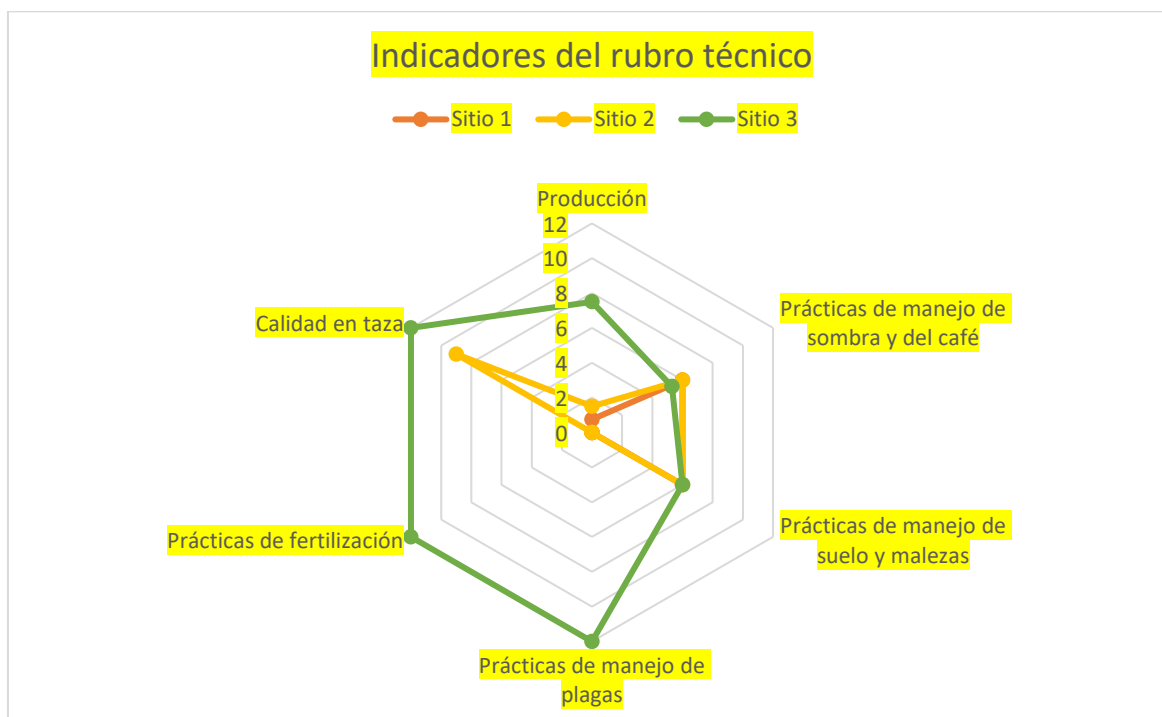 Indicadores del rubro técnico
Sitio 1 Sitio 2 Sitio 3
Producción
12
10
8
6
4
2
0
Prácticas de manejo de
sombra y del café
Prácticas de manejo de
suelo y malezas
Prácticas de manejo de
plagas
Prácticas de fertilización
Calidad en taza